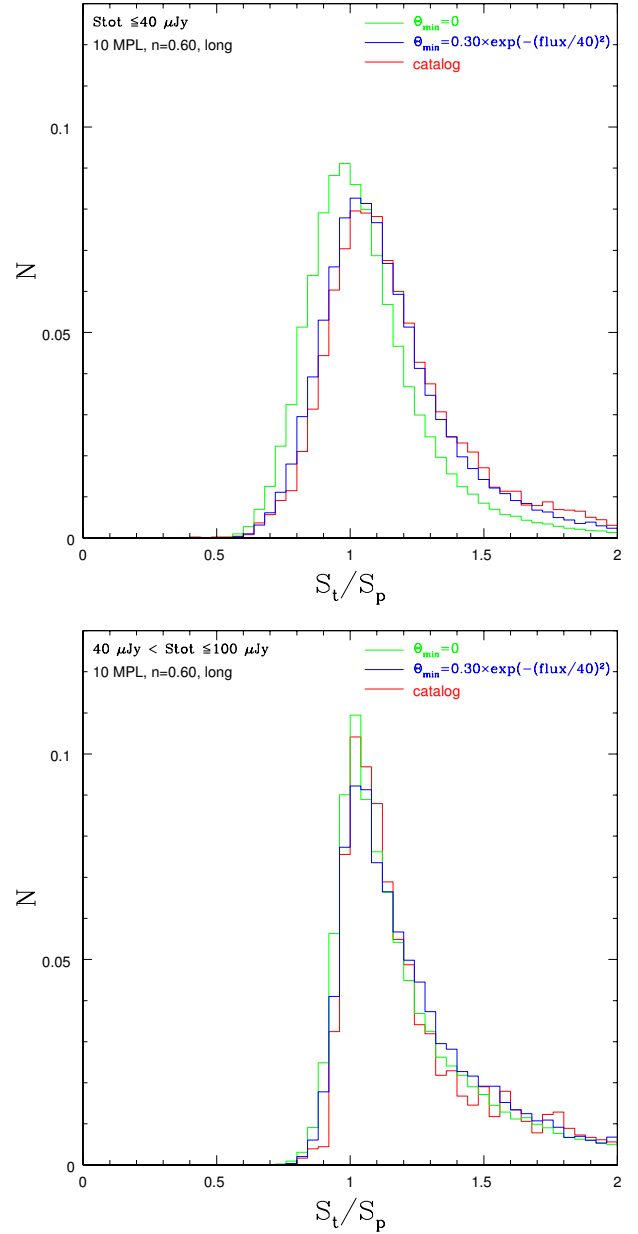 Stot ≦40 μJy
10 MPL, n=0.60, long
Θmin=0
Θmin=0.30×exp(−(flux/40)²)
catalog
N
0.1
0.05
0
0 0.5 1 1.5 2
St/Sp
40 μJy < Stot ≦100 μJy
10 MPL, n=0.60, long
Θmin=0
Θmin=0.30×exp(−(flux/40)²)
catalog
N
0.1
0.05
0
0 0.5 1 1.5 2
St/Sp